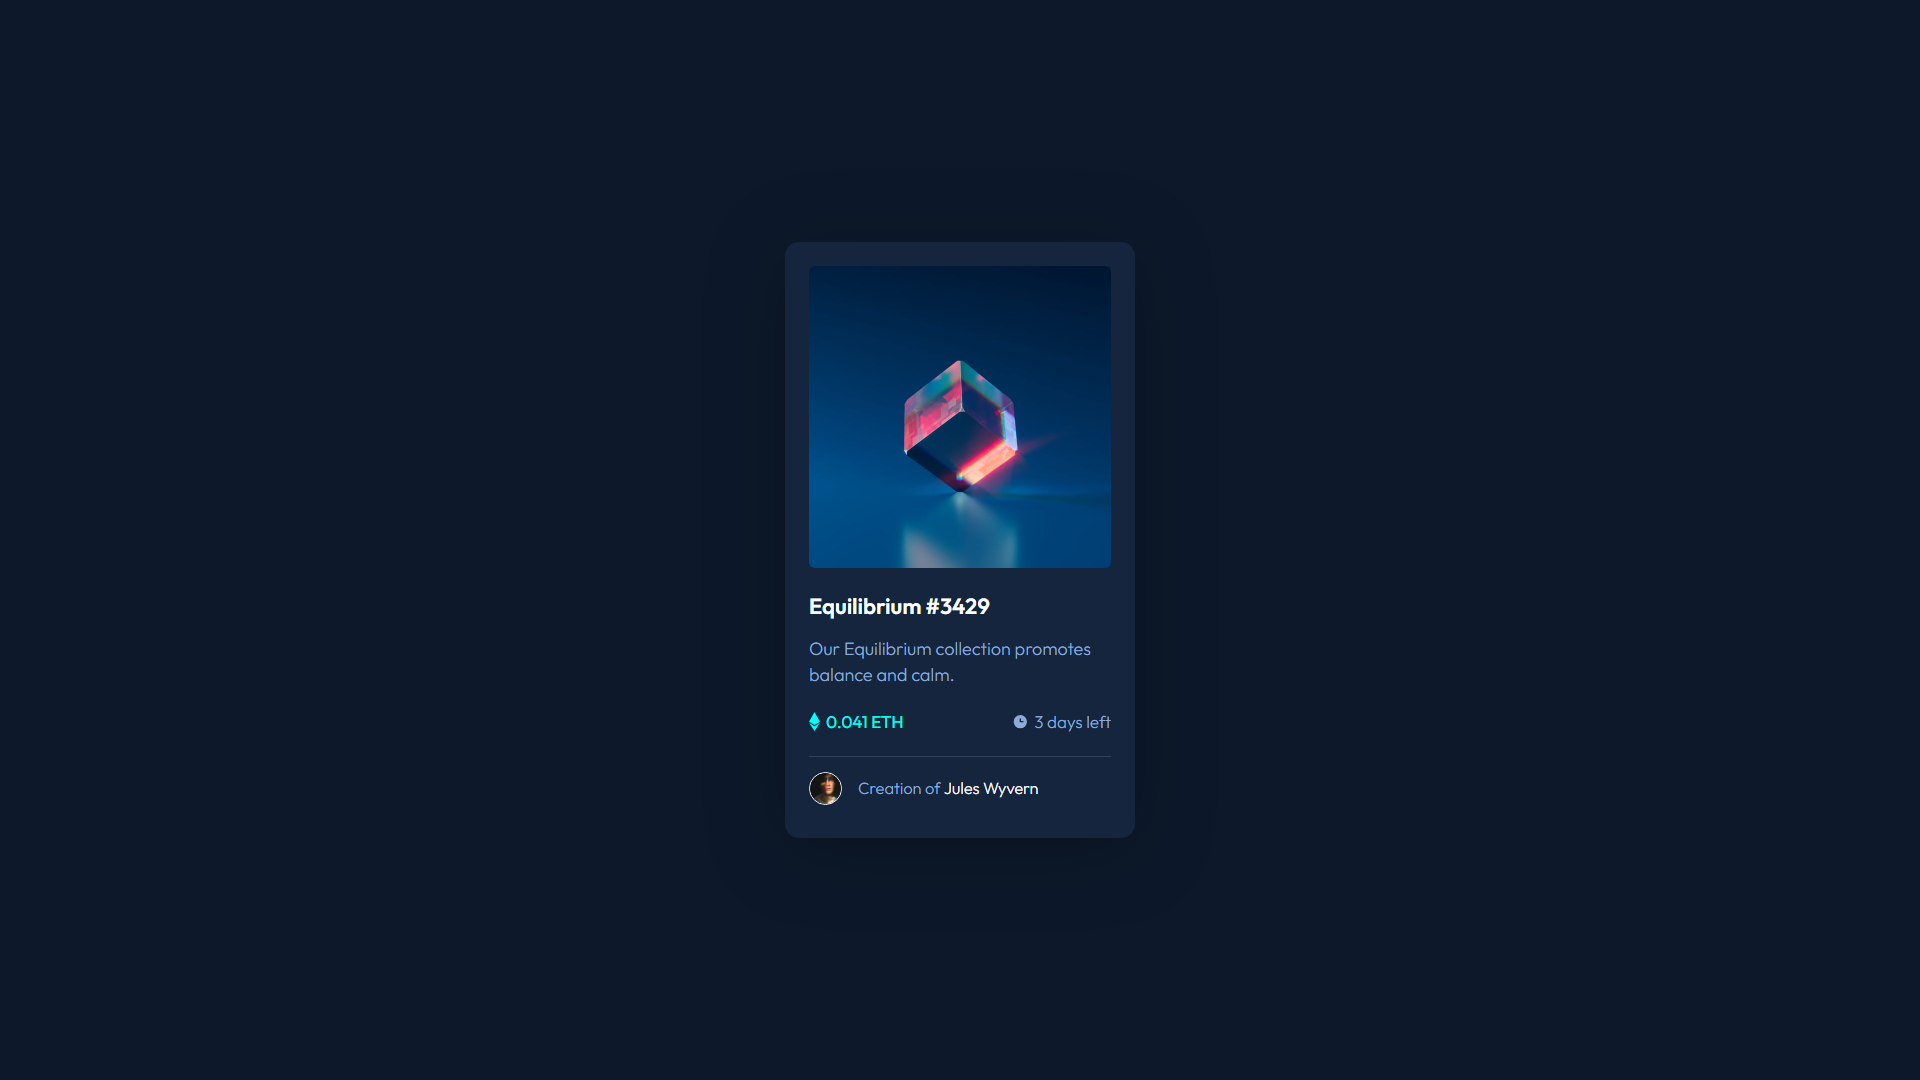 Equilibrium #3429
Our Equilibrium collection promotes
balance and calm.
0.041 ETH
3 days left
Creation of Jules Wyvern